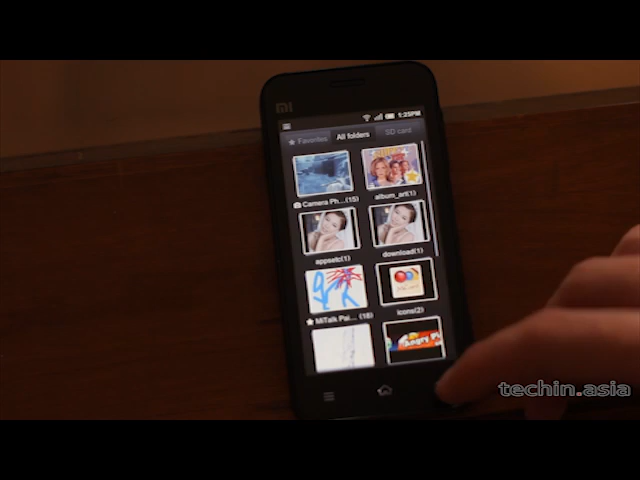 MI
1:25PM
Favorites All folders SD card
Camera Ph...(15) album_art(1)
appsetc(1) download(1)
MiTalk Pai... (18) icons(2)
Angry
techin.asia